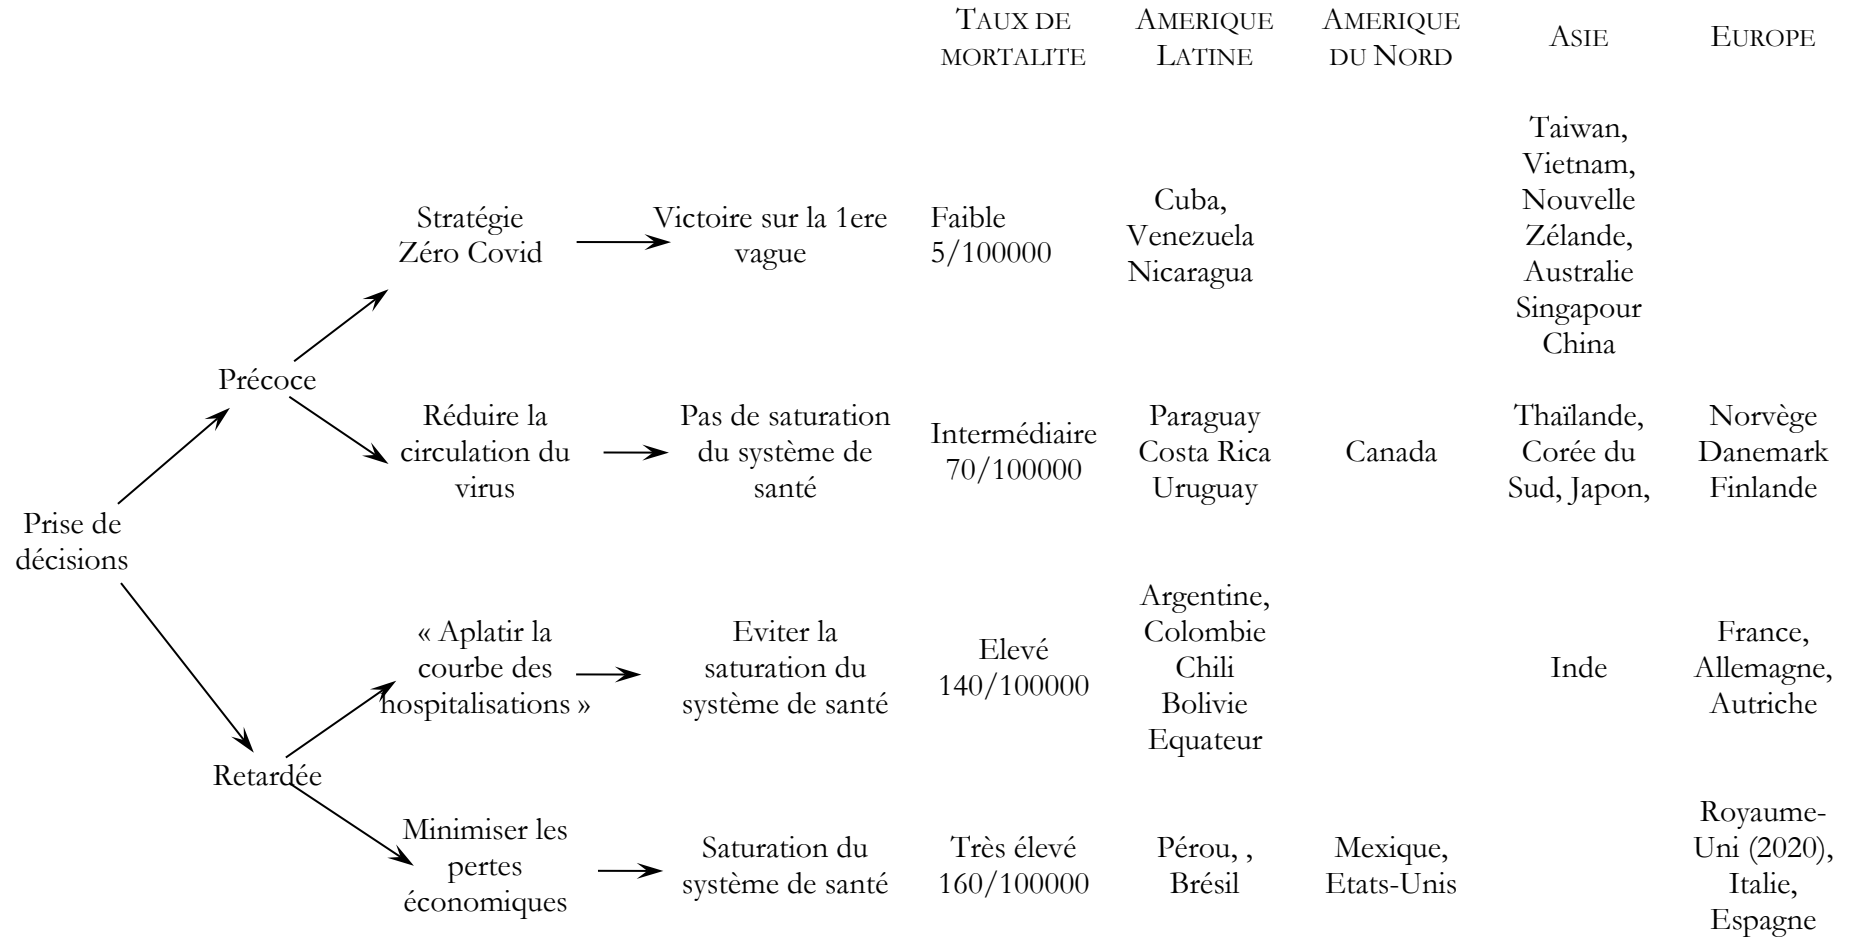 TAUX DE
MORTALITE
AMERIQUE
LATINE
AMERIQUE
DU NORD
ASIE
EUROPE
Stratégie
Zéro Covid
Victoire sur la 1ere
vague
Faible
5/100000
Cuba,
Venezuela
Nicaragua
Taiwan,
Vietnam,
Nouvelle
Zélande,
Australie
Singapour
China
Précoce
Réduire la
circulation du
virus
Pas de saturation
du système de
santé
Intermédiaire
70/100000
Paraguay
Costa Rica
Uruguay
Canada
Thaïlande,
Corée du
Sud, Japon,
Norvège
Danemark
Finlande
Prise de
décisions
« Aplatir la
courbe des
hospitalisations »
Eviter la
saturation du
système de santé
Elevé
140/100000
Argentine,
Colombie
Chili
Bolivie
Equateur
Inde
France,
Allemagne,
Autriche
Retardée
Minimiser les
pertes
économiques
Saturation du
système de santé
Très élevé
160/100000
Pérou, ,
Brésil
Mexique,
Etats-Unis
Royaume-
Uni (2020),
Italie,
Espagne